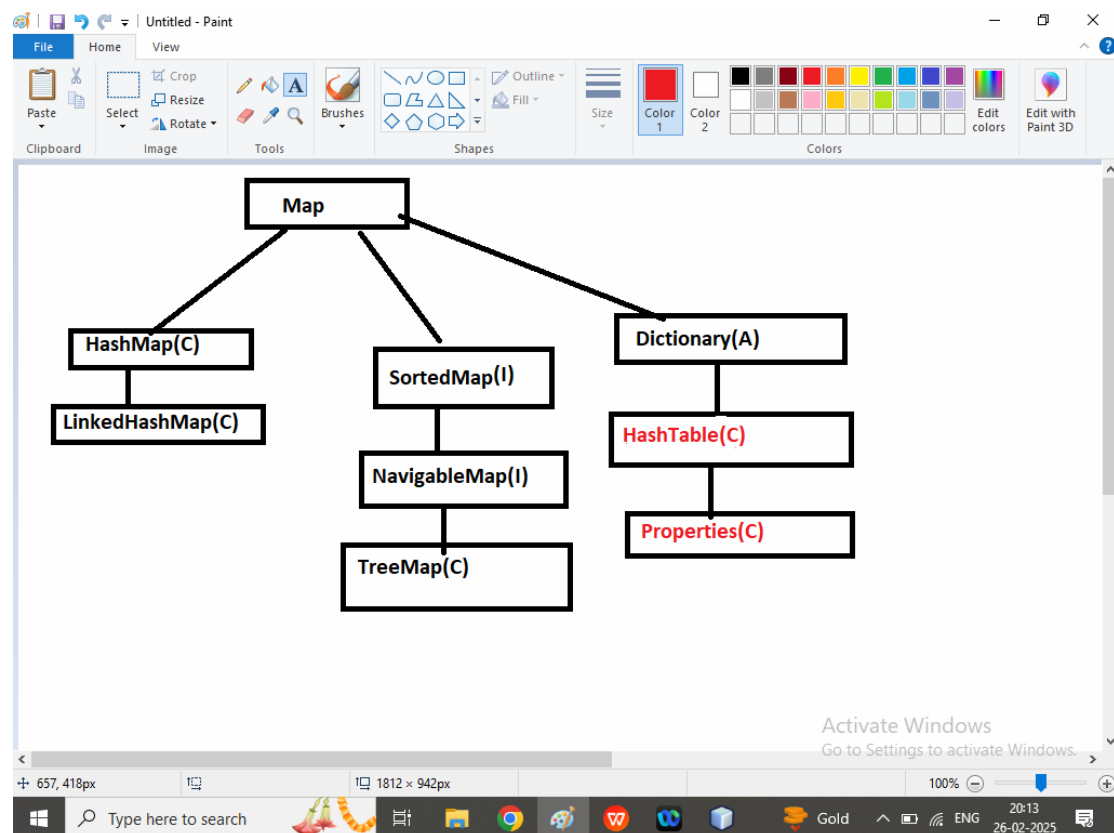 Untitled - Paint
File Home View
Paste
Clipboard
Select
Crop
Resize
Rotate
Image
A
Tools
Brushes
Outline
Fill
Shapes
Size
Color
1
Color
2
Edit
colors
Colors
Edit with
Paint 3D
Map
HashMap(C)
LinkedHashMap(C)
SortedMap(I)
NavigableMap(I)
TreeMap(C)
Dictionary(A)
HashTable(C)
Properties(C)
Activate Windows
Go to Settings to activate Windows.
657, 418px
1812 × 942px
100%
Type here to search
Gold
ENG
20:13
26-02-2025